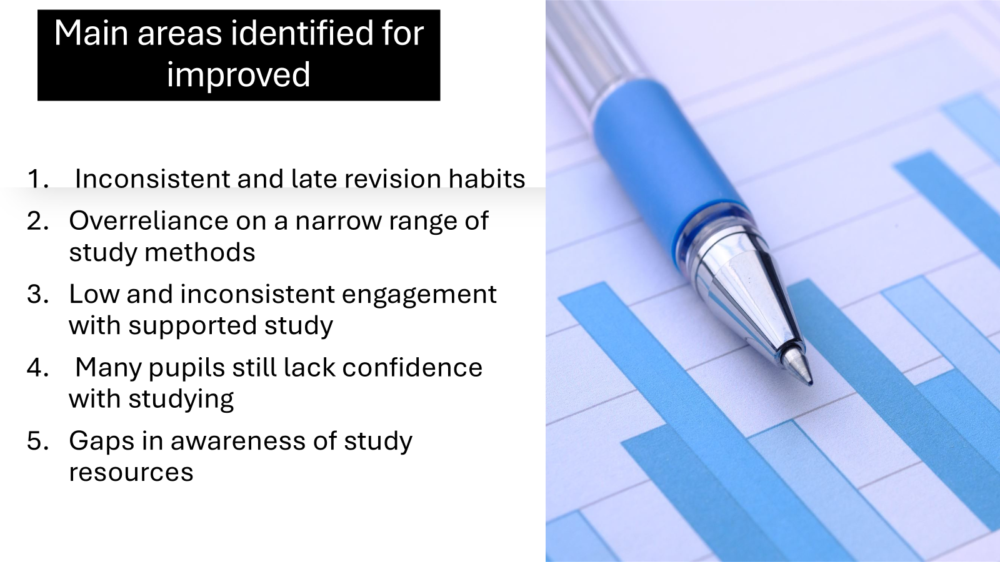 Main areas identified for
improved
1. Inconsistent and late revision habits
2. Overreliance on a narrow range of
study methods
3. Low and inconsistent engagement
with supported study
4. Many pupils still lack confidence
with studying
5. Gaps in awareness of study
resources